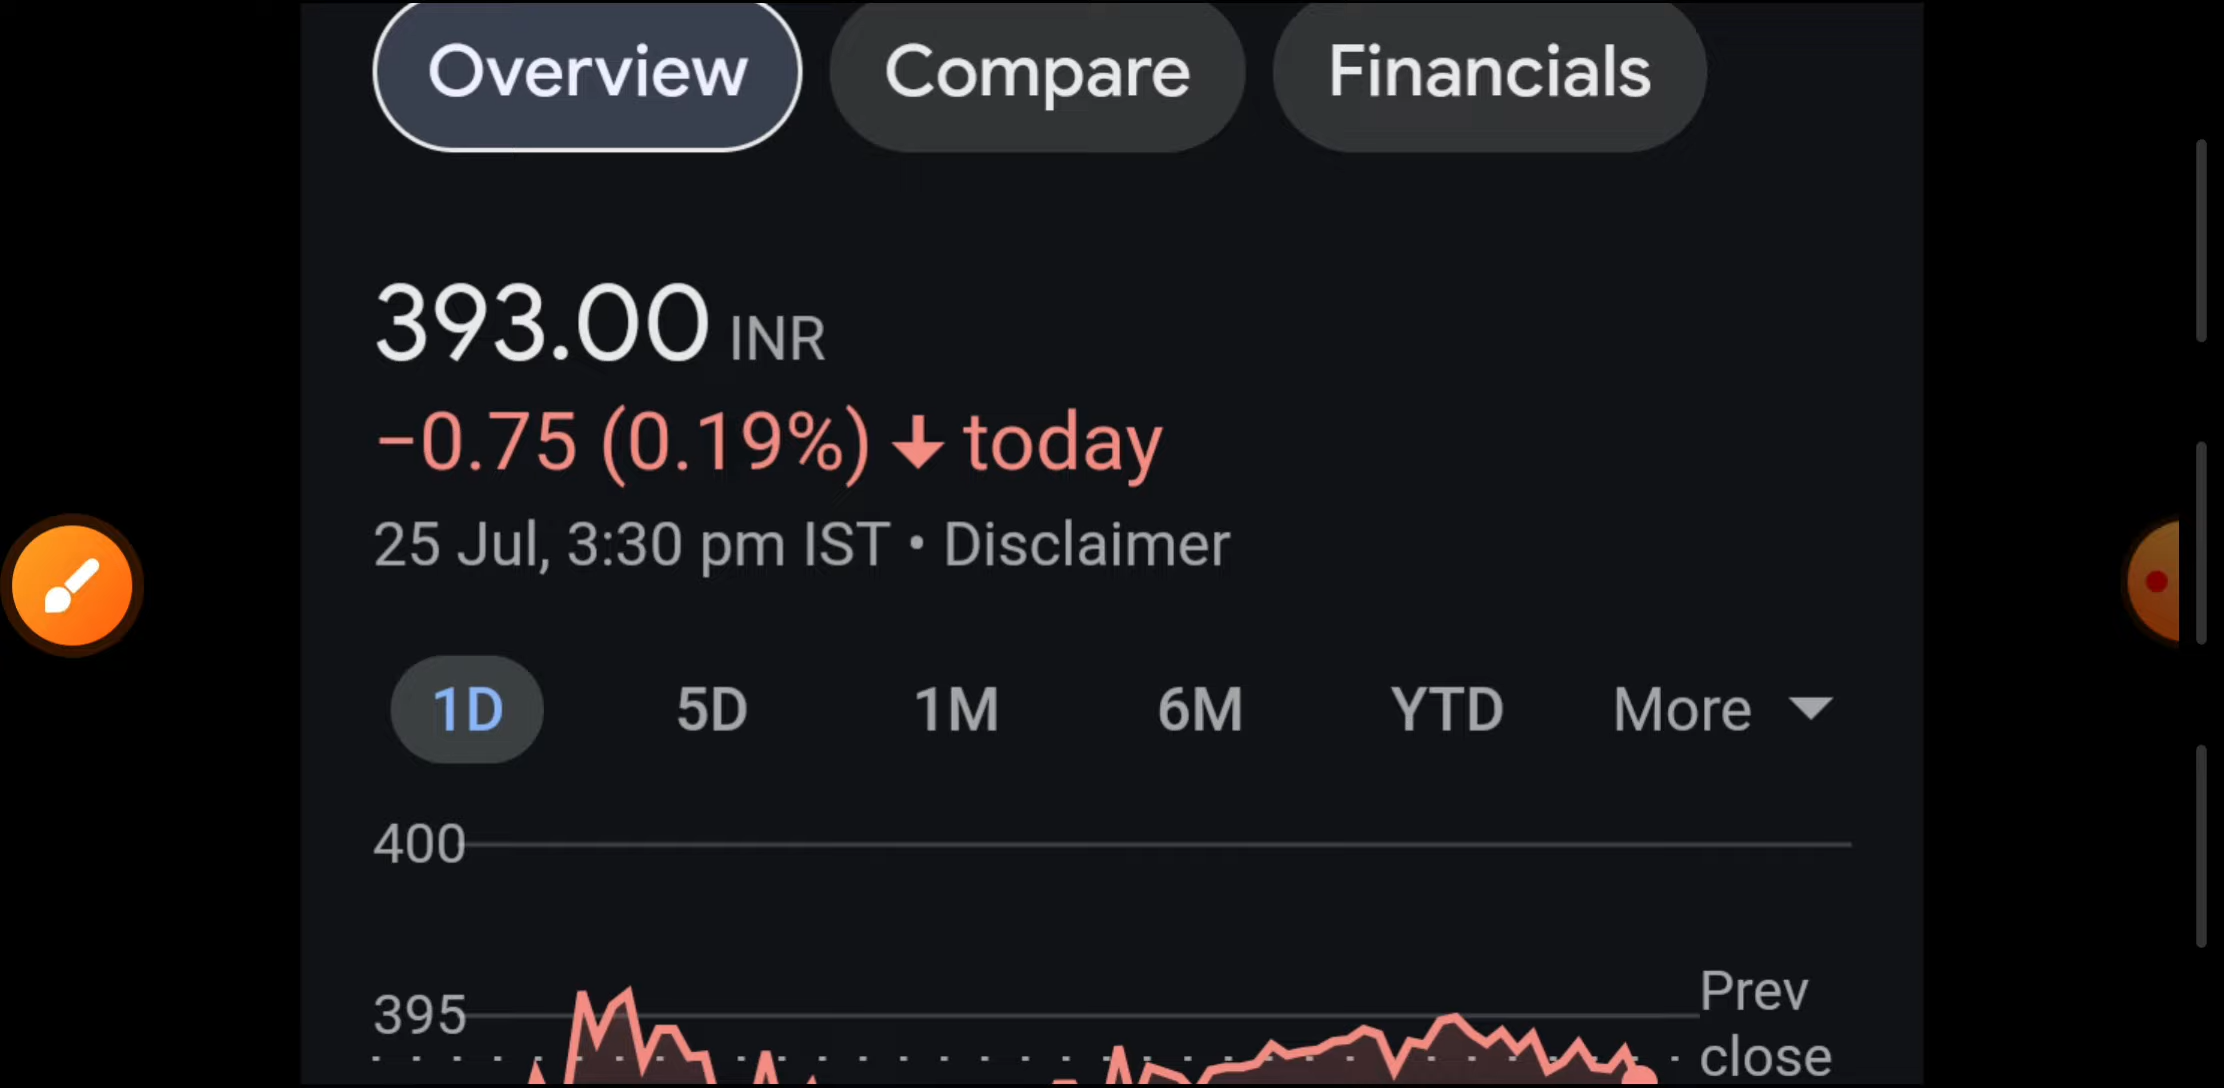 Overview Compare Financials
393.00 INR
−0.75 (0.19%) ↓ today
25 Jul, 3:30 pm IST • Disclaimer
1D 5D 1M 6M YTD More
400
395
Prev
close